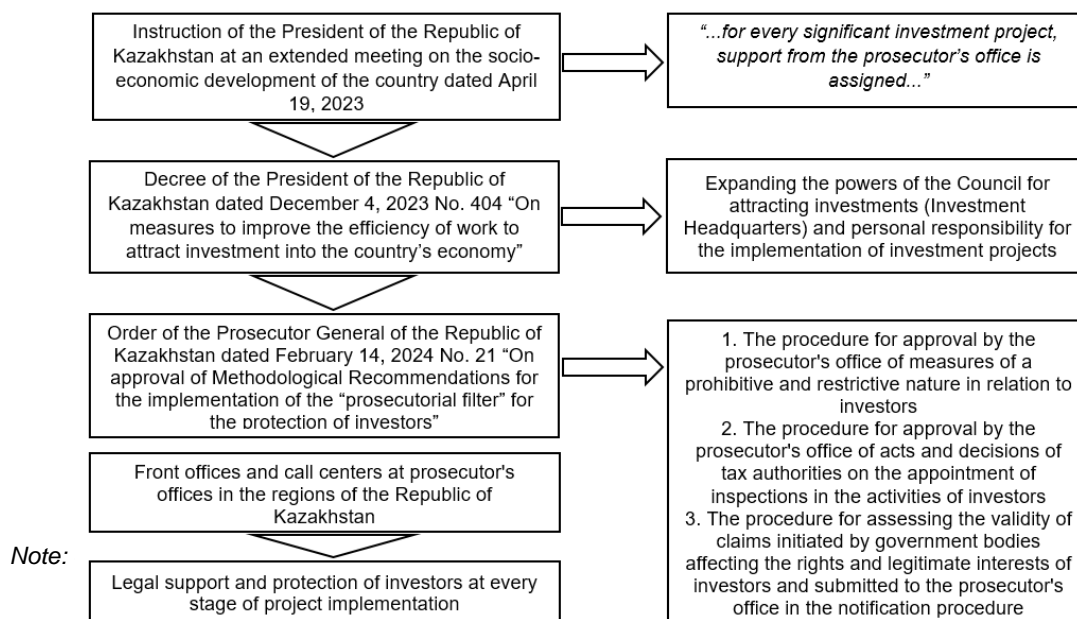 Instruction of the President of the Republic of
Kazakhstan at an extended meeting on the socio-
economic development of the country dated April
19, 2023
“...for every significant investment project,
support from the prosecutor’s office is
assigned...”
Decree of the President of the Republic of
Kazakhstan dated December 4, 2023 No. 404 “On
measures to improve the efficiency of work to
attract investment into the country’s economy”
Expanding the powers of the Council for
attracting investments (Investment
Headquarters) and personal responsibility for
the implementation of investment projects
Order of the Prosecutor General of the Republic of
Kazakhstan dated February 14, 2024 No. 21 “On
approval of Methodological Recommendations for
the implementation of the “prosecutorial filter” for
the protection of investors”
1. The procedure for approval by the
prosecutor's office of measures of a
prohibitive and restrictive nature in relation to
investors
2. The procedure for approval by the
prosecutor's office of acts and decisions of
tax authorities on the appointment of
inspections in the activities of investors
3. The procedure for assessing the validity of
claims initiated by government bodies
affecting the rights and legitimate interests of
investors and submitted to the prosecutor's
office in the notification procedure
Front offices and call centers at prosecutor's
offices in the regions of the Republic of
Kazakhstan
Note:
Legal support and protection of investors at every
stage of project implementation